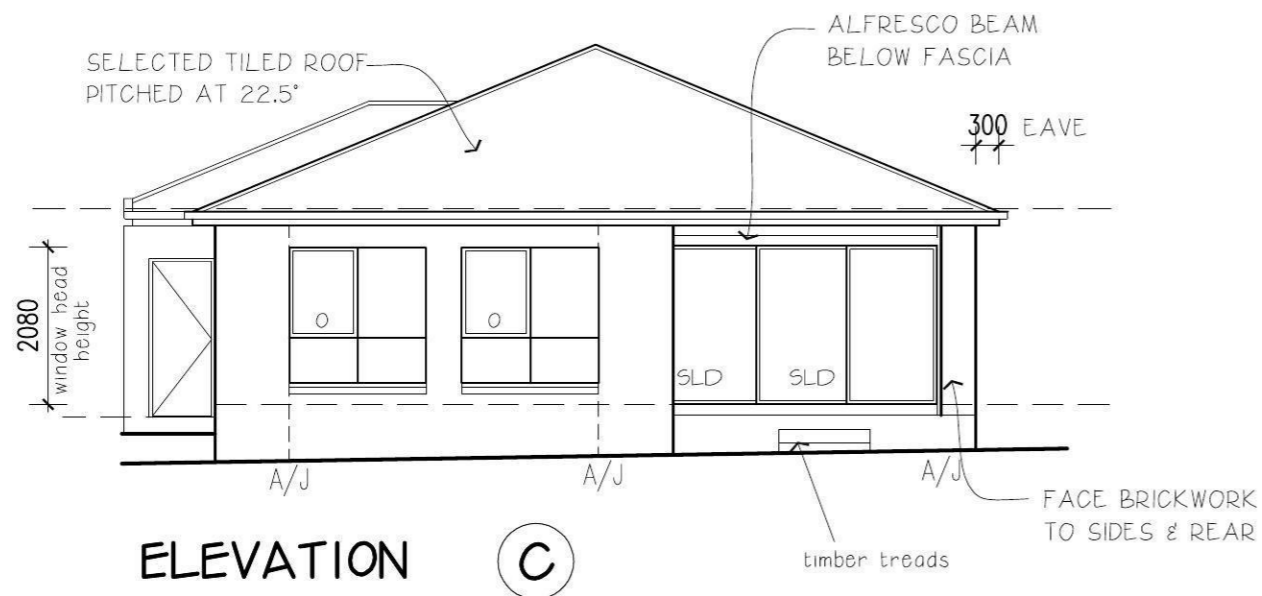 ALFRESCO BEAM
BELOW FASCIA
SELECTED TILED ROOF
PITCHED AT 22.5°
300 EAVE
2080
window head
height
O
O
SLD
SLD
A/J
A/J
A/J
FACE BRICKWORK
TO SIDES & REAR
timber treads
ELEVATION C